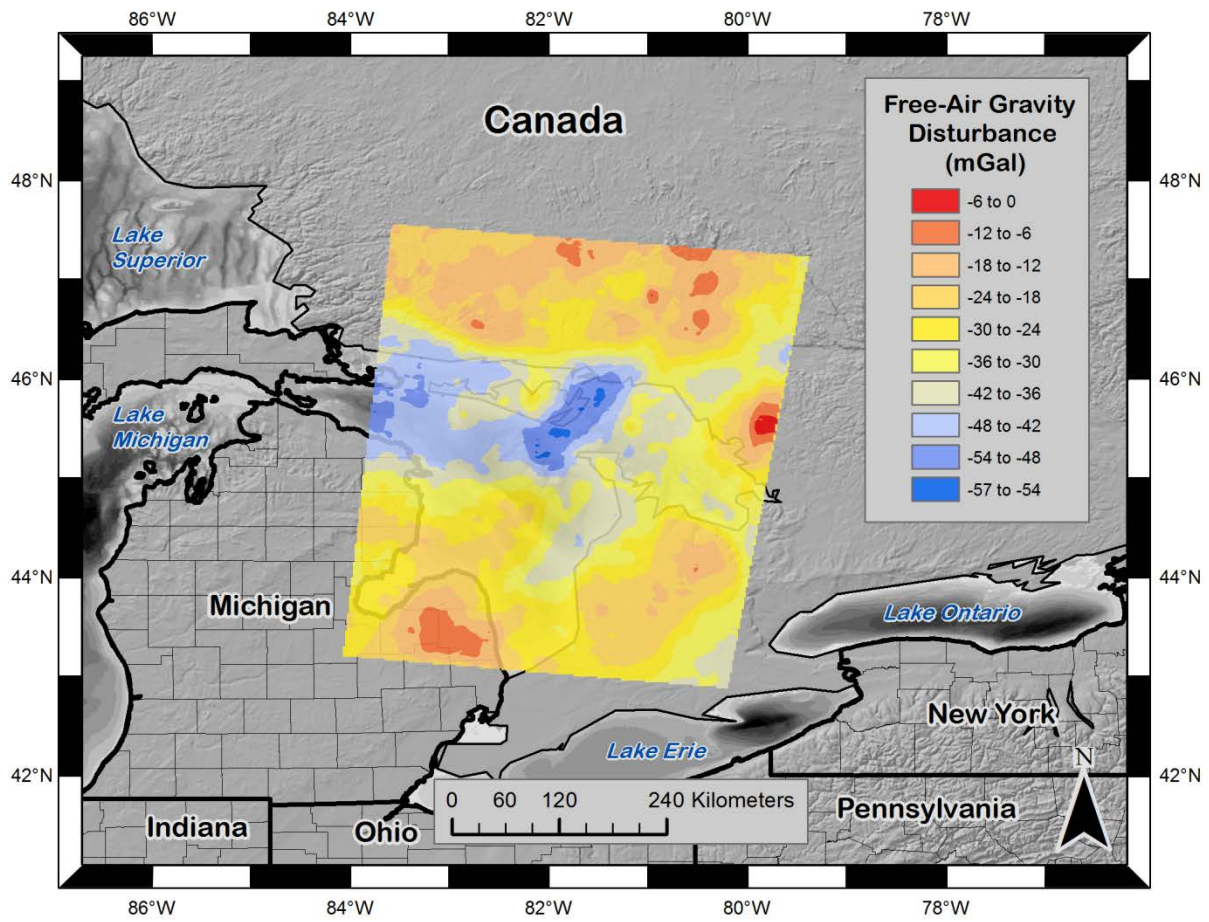 86°W
84°W
82°W
80°W
78°W
Canada
Free-Air Gravity
Disturbance
(mGal)
-6 to 0
-12 to -6
-18 to -12
-24 to -18
-30 to -24
-36 to -30
-42 to -36
-48 to -42
-54 to -48
-57 to -54
48°N
48°N
Lake
Superior
46°N
46°N
Lake
Michigan
44°N
44°N
Michigan
Lake Ontario
New York
Lake Erie
N
42°N
42°N
0 60 120 240 Kilometers
Pennsylvania
Indiana
Ohio
86°W
84°W
82°W
80°W
78°W